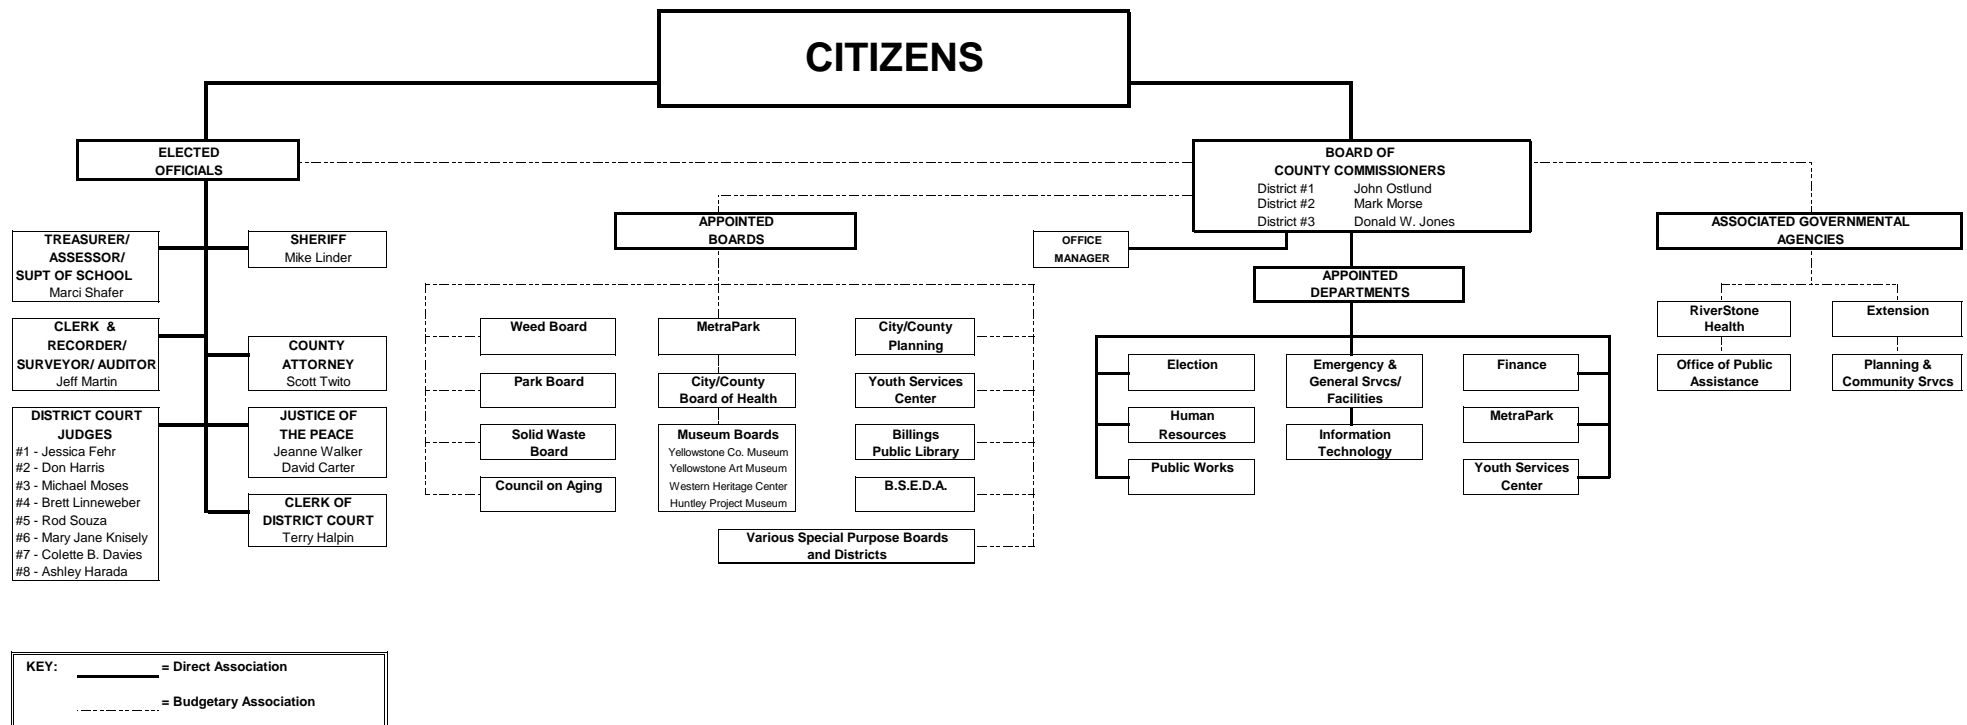 CITIZENS
ELECTED
OFFICIALS
BOARD OF
COUNTY COMMISSIONERS
District #1 John Ostlund
District #2 Mark Morse
District #3 Donald W. Jones
TREASURER/
ASSESSOR/
SUPT OF SCHOOL
Marci Shafer
SHERIFF
Mike Linder
CLERK &
RECORDER/
SURVEYOR/ AUDITOR
Jeff Martin
COUNTY
ATTORNEY
Scott Twito
DISTRICT COURT
JUDGES
#1 - Jessica Fehr
#2 - Don Harris
#3 - Michael Moses
#4 - Brett Linneweber
#5 - Rod Souza
#6 - Mary Jane Knisely
#7 - Colette B. Davies
#8 - Ashley Harada
JUSTICE OF
THE PEACE
Jeanne Walker
David Carter
CLERK OF
DISTRICT COURT
Terry Halpin
APPOINTED
BOARDS
Weed Board
Park Board
Solid Waste
Board
Council on Aging
MetraPark
City/County
Board of Health
Museum Boards
Yellowstone Co. Museum
Yellowstone Art Museum
Western Heritage Center
Huntley Project Museum
City/County
Planning
Youth Services
Center
Billings
Public Library
B.S.E.D.A.
Various Special Purpose Boards
and Districts
OFFICE
MANAGER
APPOINTED
DEPARTMENTS
Election
Human
Resources
Public Works
Emergency &
General Srvcs/
Facilities
Information
Technology
Finance
MetraPark
Youth Services
Center
ASSOCIATED GOVERNMENTAL
AGENCIES
RiverStone
Health
Office of Public
Assistance
Extension
Planning &
Community Srvcs
KEY:
= Direct Association
= Budgetary Association